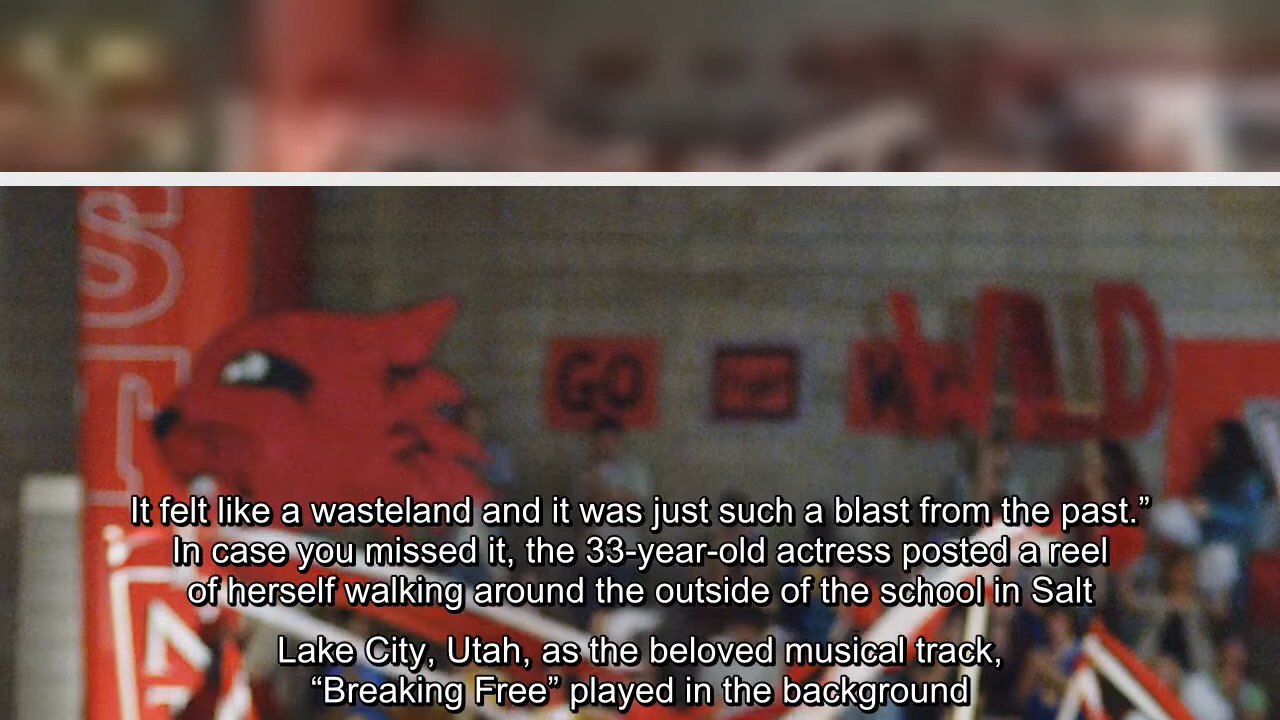 S
T
GO
WILD
It felt like a wasteland and it was just such a blast from the past.”
In case you missed it, the 33-year-old actress posted a reel
of herself walking around the outside of the school in Salt
Lake City, Utah, as the beloved musical track,
“Breaking Free” played in the background